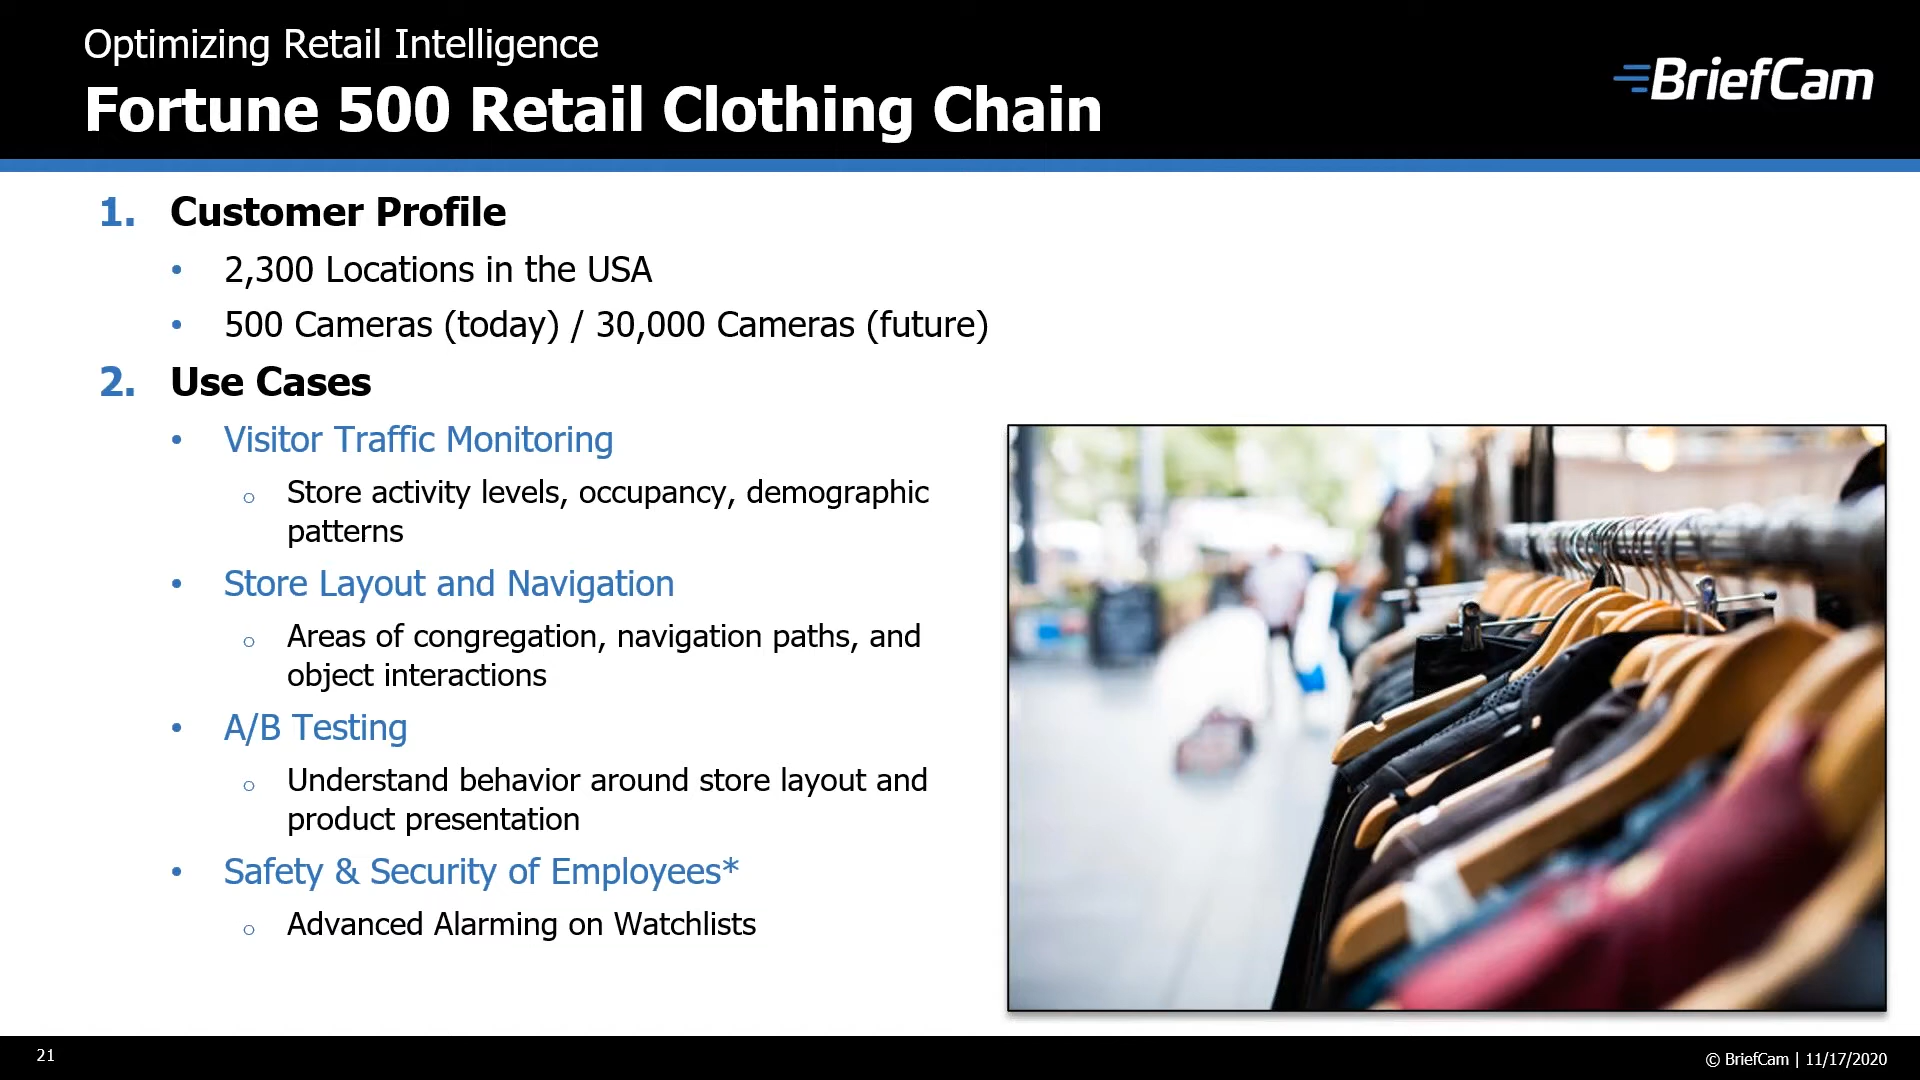 Optimizing Retail Intelligence
Fortune 500 Retail Clothing Chain
BriefCam
1. Customer Profile
• 2,300 Locations in the USA
• 500 Cameras (today) / 30,000 Cameras (future)
2. Use Cases
• Visitor Traffic Monitoring
○ Store activity levels, occupancy, demographic
patterns
• Store Layout and Navigation
○ Areas of congregation, navigation paths, and
object interactions
• A/B Testing
○ Understand behavior around store layout and
product presentation
• Safety & Security of Employees*
○ Advanced Alarming on Watchlists
21
© BriefCam | 11/17/2020